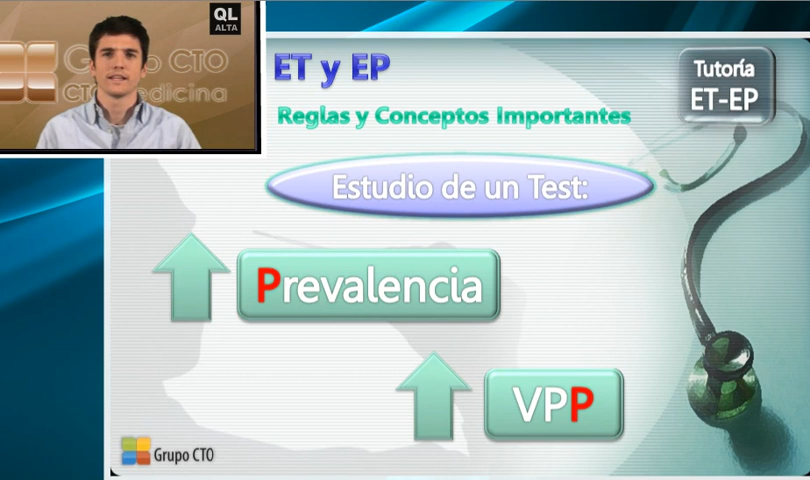 QL
ALTA
Grupo CTO
CTO Medicina
ET y EP
Reglas y Conceptos Importantes
Tutoría
ET-EP
Estudio de un Test:
Prevalencia
VPP
Grupo CTO